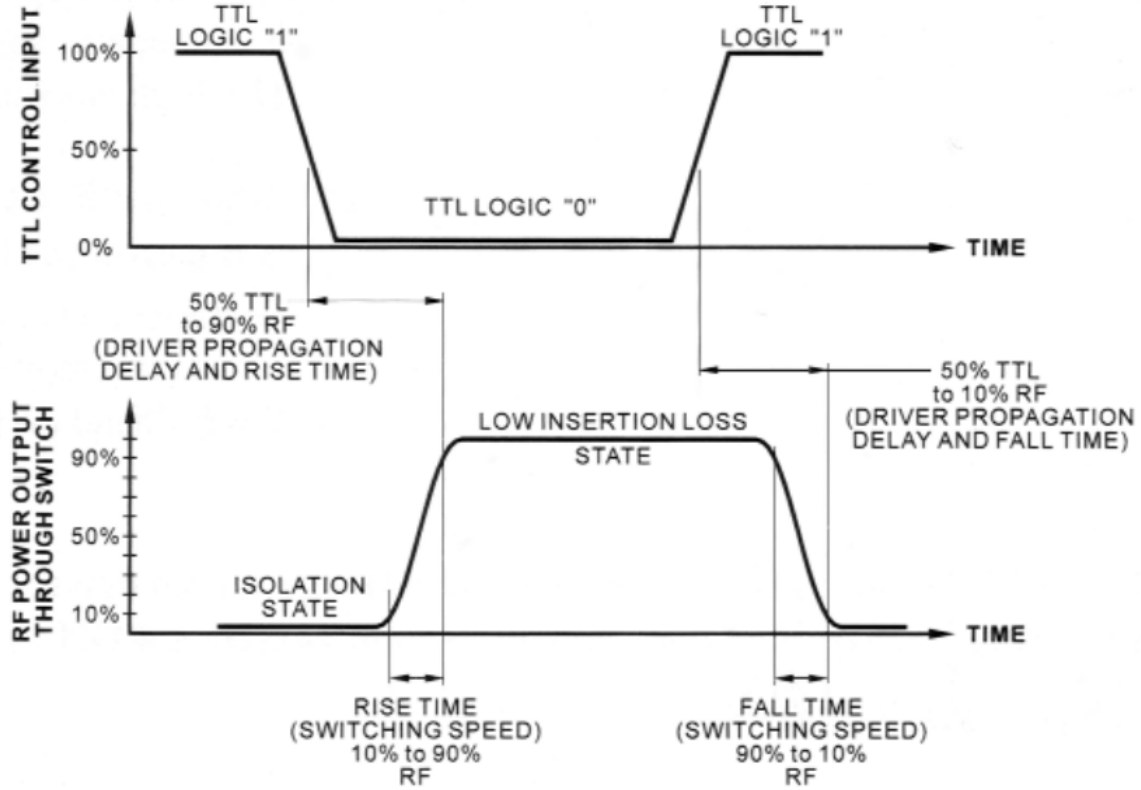 TTL CONTROL INPUT
TTL
LOGIC "1"
TTL
LOGIC "1"
100%
50%
0%
TTL LOGIC "0"
TIME
50% TTL
to 90% RF
(DRIVER PROPAGATION
DELAY AND RISE TIME)
50% TTL
to 10% RF
(DRIVER PROPAGATION
DELAY AND FALL TIME)
RF POWER OUTPUT
THROUGH SWITCH
90%
50%
10%
LOW INSERTION LOSS
STATE
ISOLATION
STATE
TIME
RISE TIME
(SWITCHING SPEED)
10% to 90%
RF
FALL TIME
(SWITCHING SPEED)
90% to 10%
RF